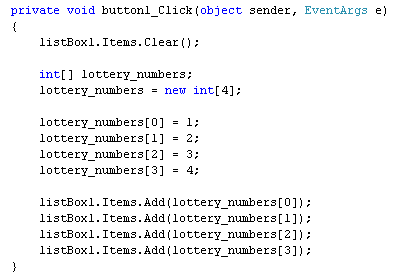 private void button1_Click(object sender, EventArgs e)
{
listBox1.Items.Clear();
int[] lottery_numbers;
lottery_numbers = new int[4];
lottery_numbers[0] = 1;
lottery_numbers[1] = 2;
lottery_numbers[2] = 3;
lottery_numbers[3] = 4;
listBox1.Items.Add(lottery_numbers[0]);
listBox1.Items.Add(lottery_numbers[1]);
listBox1.Items.Add(lottery_numbers[2]);
listBox1.Items.Add(lottery_numbers[3]);
}